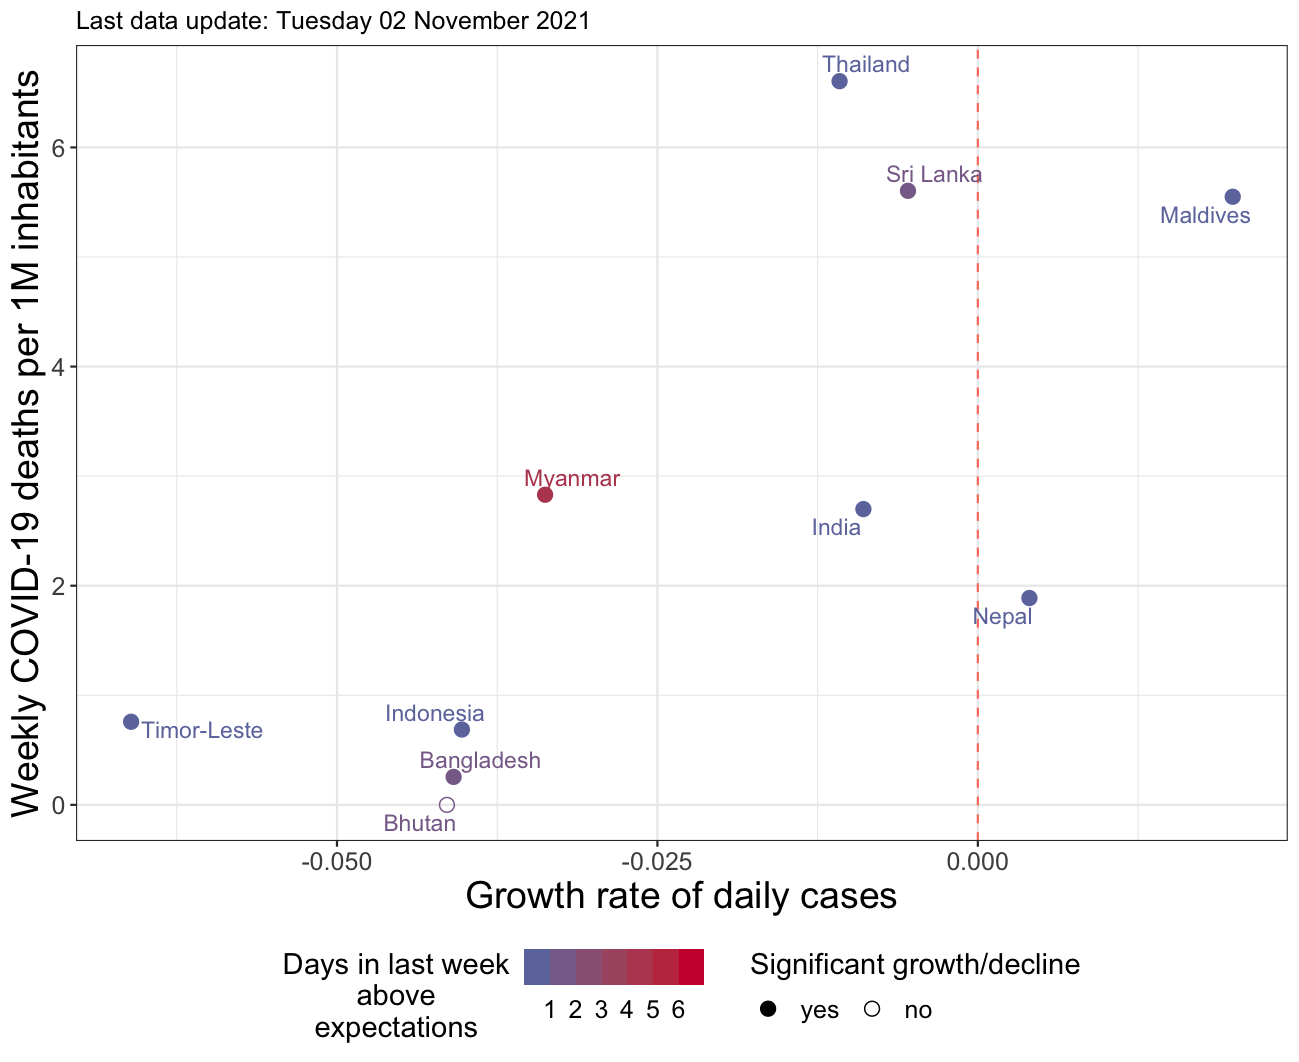 Last data update: Tuesday 02 November 2021
Weekly COVID-19 deaths per 1M inhabitants
6
4
2
0
Thailand
Sri Lanka
Maldives
Myanmar
India
Nepal
Timor-Leste
Indonesia
Bangladesh
Bhutan
-0.050
-0.025
0.000
Growth rate of daily cases
Days in last week
above
expectations
1 2 3 4 5 6
Significant growth/decline
yes
no